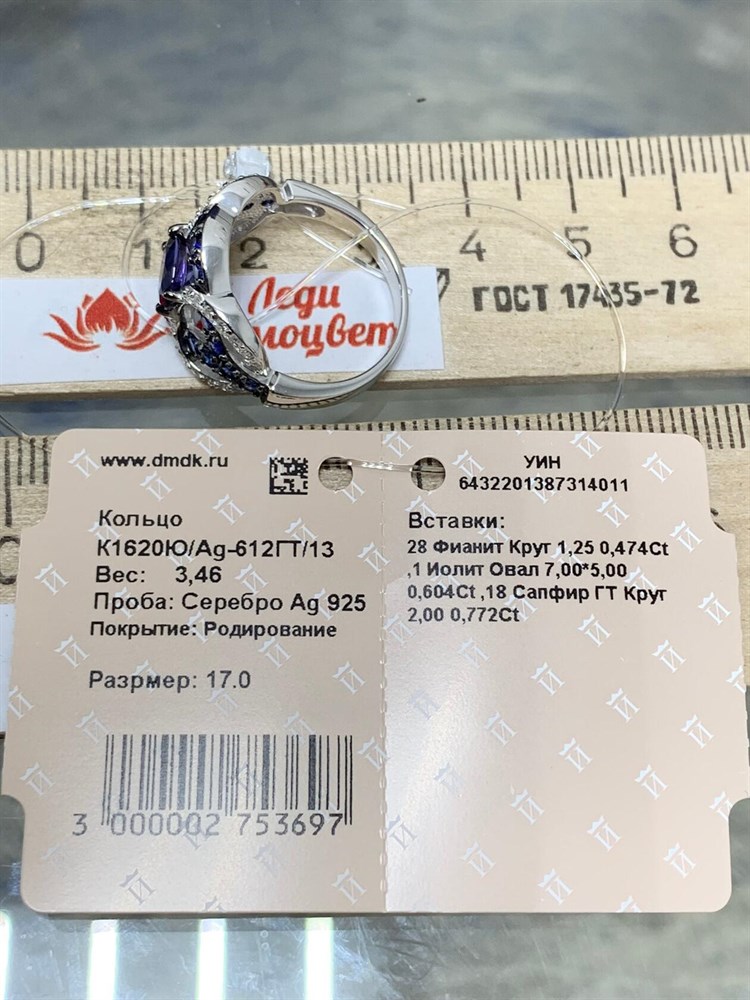 0 1 2 4 5 6
Леди
моцвет
ГОСТ 17435-72
www.dmdk.ru
УИН
6432201387314011
Кольцо
К1620Ю/Ag-612ГТ/13
Вес: 3,46
Проба: Серебро Ag 925
Покрытие: Родирование
Разрмер: 17.0
3 000002 753697
Вставки:
28 Фианит Круг 1,25 0,474Ct
,1 Иолит Овал 7,00*5,00
0,604Ct ,18 Сапфир ГТ Круг
2,00 0,772Ct